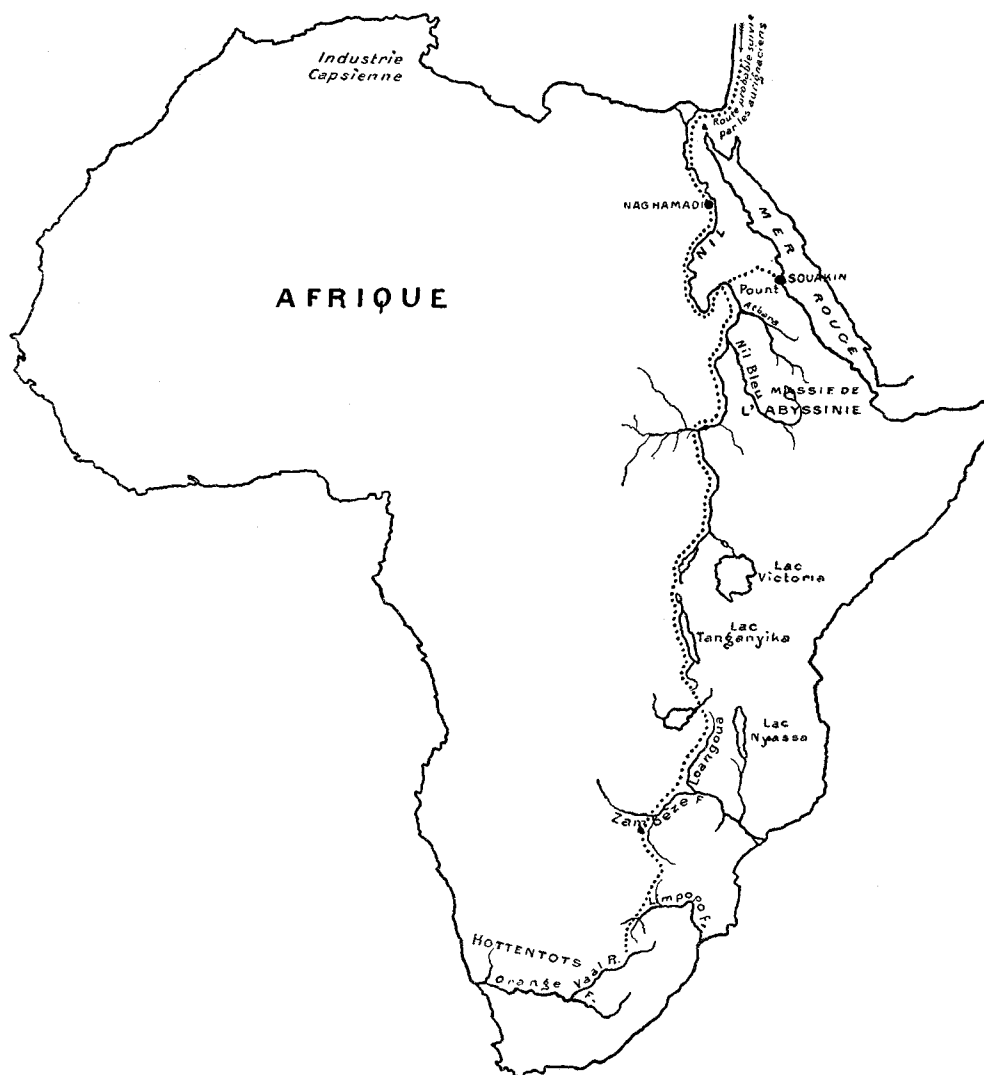 Industrie
Capsienne
Route probable suivie
par les aurignaciens
NAGHAMADI
NIL
MER ROUGE
SOUAKIN
AFRIQUE
Pount
Atbara
Nil Bleu
MASSIF DE
L'ABYSSINIE
Lac
Victoria
Lac
Tanganyika
Lac
Nyassa
Loangoua
Zambèze F.
Limpopo F.
HOTTENTOTS
Vaal R.
Orange F.